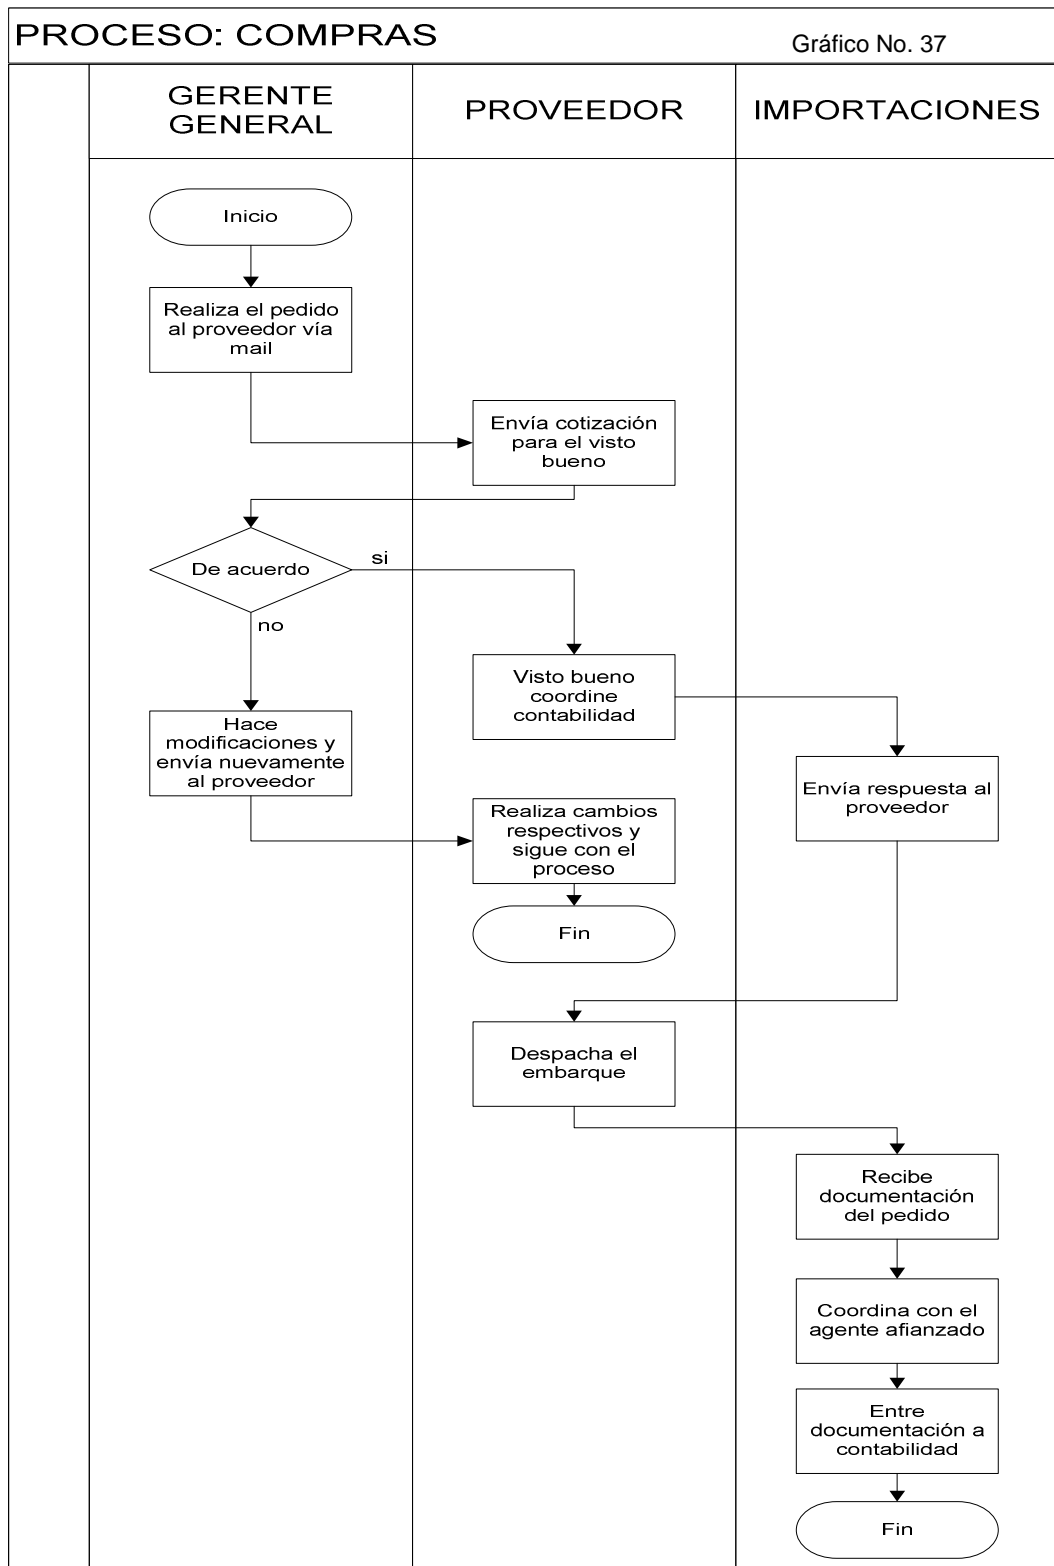 PROCESO: COMPRAS
Gráfico No. 37
GERENTE
GENERAL
PROVEEDOR
IMPORTACIONES
Inicio
Realiza el pedido
al proveedor vía
mail
Envía cotización
para el visto
bueno
De acuerdo
si
no
Visto bueno
coordine
contabilidad
Hace
modificaciones y
envía nuevamente
al proveedor
Envía respuesta al
proveedor
Realiza cambios
respectivos y
sigue con el
proceso
Fin
Despacha el
embarque
Recibe
documentación
del pedido
Coordina con el
agente afianzado
Entre
documentación a
contabilidad
Fin